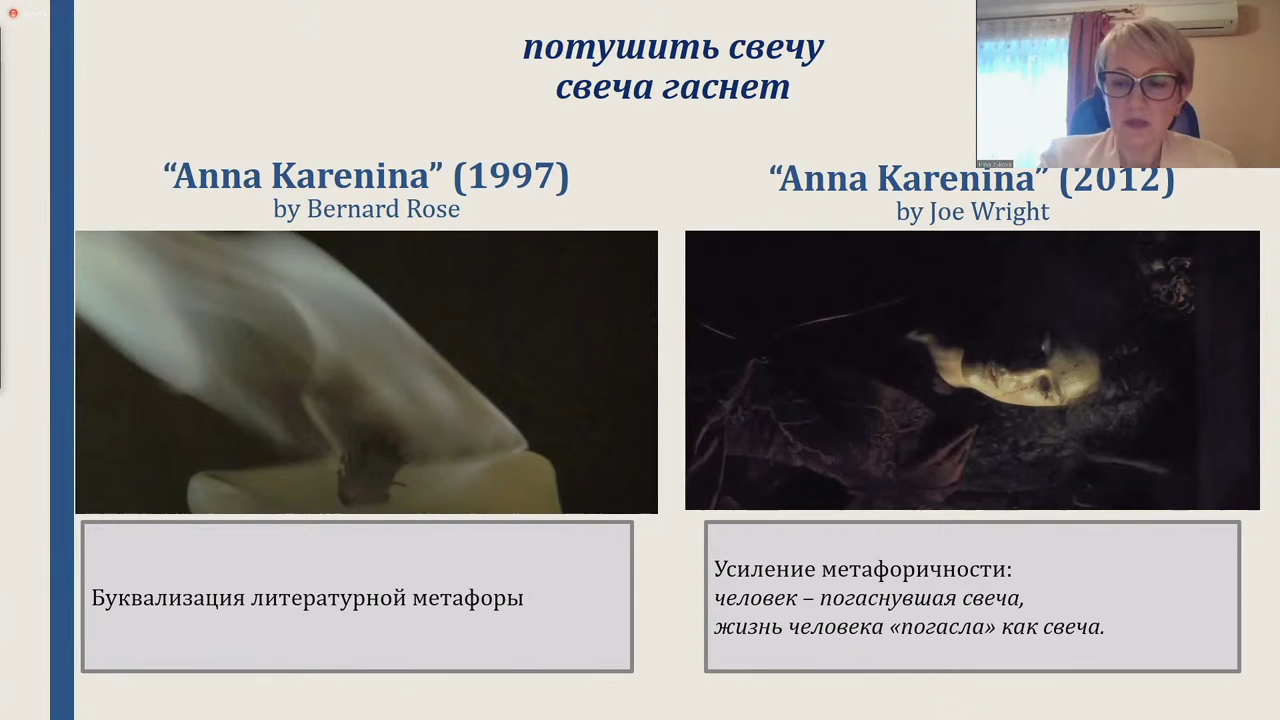 потушить свечу
свеча гаснет
“Anna Karenina” (1997)
by Bernard Rose
“Anna Karenina” (2012)
by Joe Wright
Буквализация литературной метафоры
Усиление метафоричности:
человек – погаснувшая свеча,
жизнь человека «погасла» как свеча.